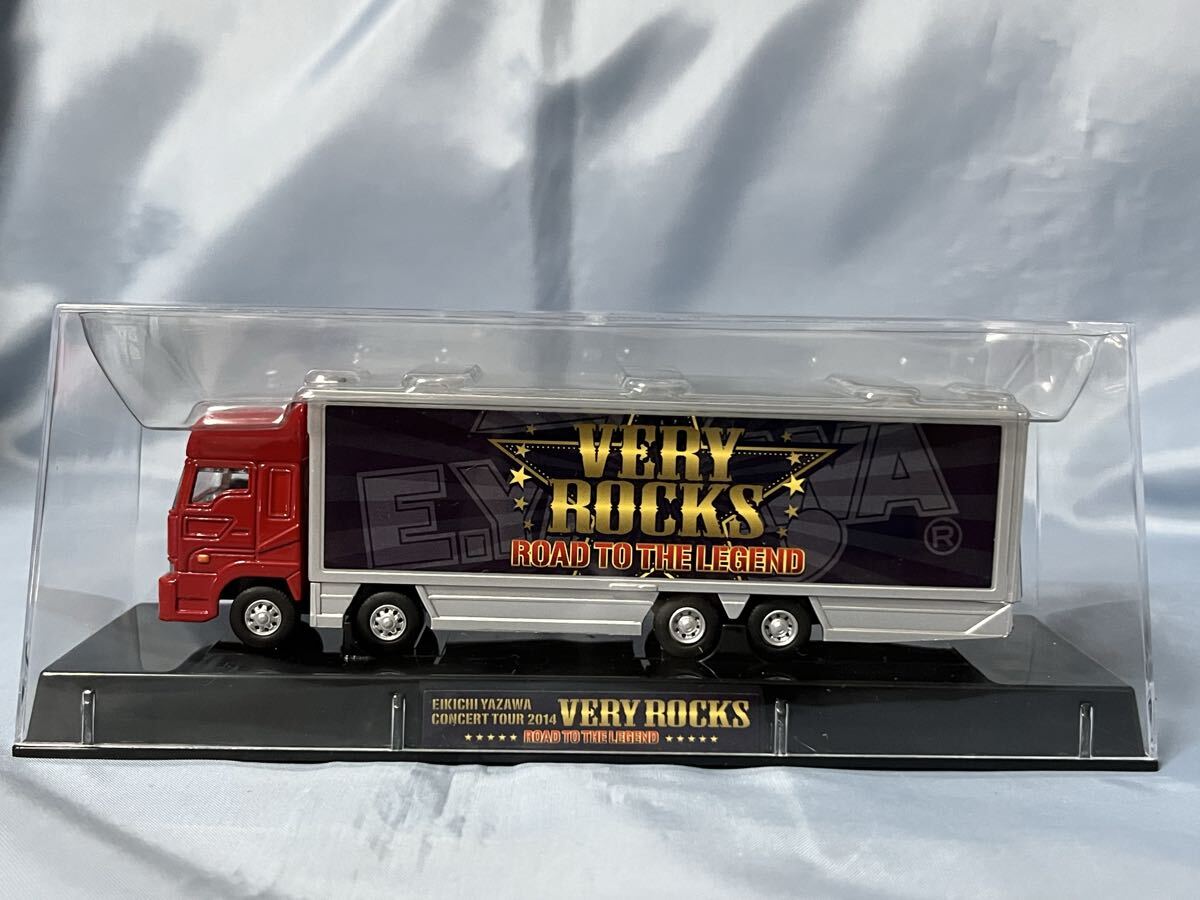 E.YAZAWA
VERY
ROCKS
ROAD TO THE LEGEND
®
EIKICHI YAZAWA
CONCERT TOUR 2014
VERY ROCKS
ROAD TO THE LEGEND